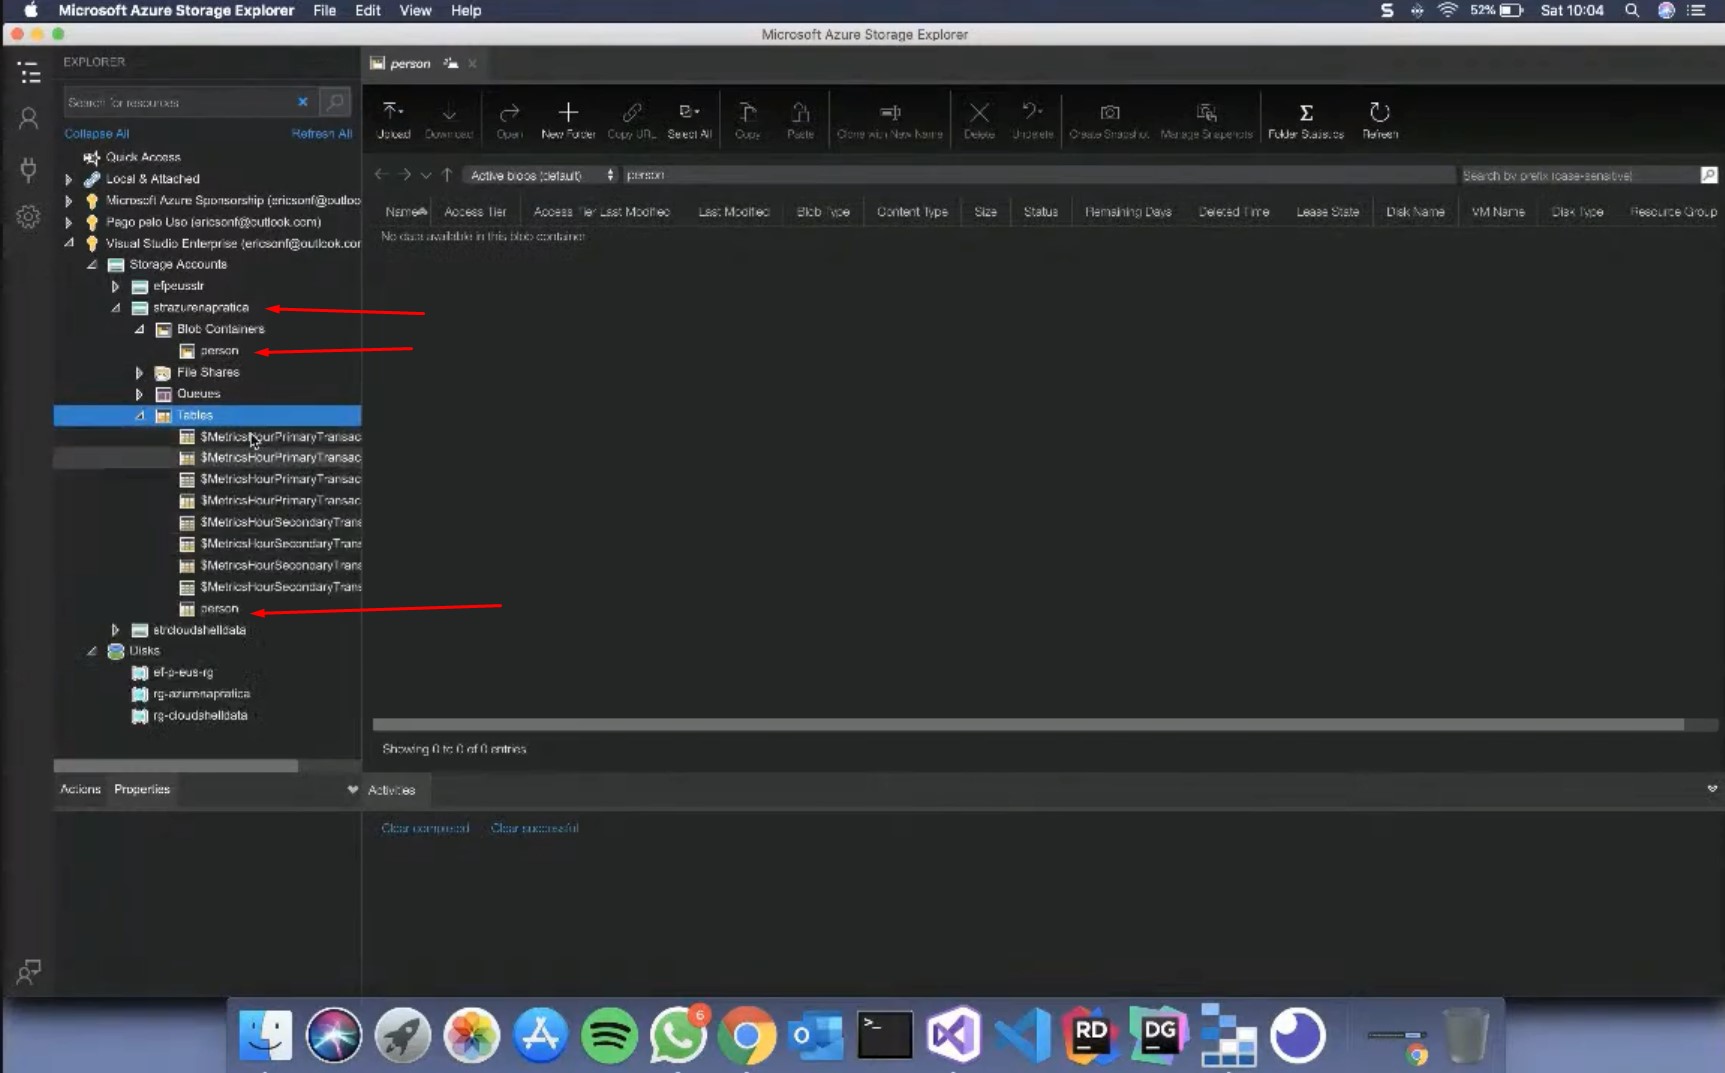 Microsoft Azure Storage Explorer File Edit View Help 52% Sat 10:04
Microsoft Azure Storage Explorer
EXPLORER
Search for resources
Collapse All Refresh All
Quick Access
Local & Attached
Microsoft Azure Sponsorship (ericsonf@outloo
Pago pelo Uso (ericsonf@outlook.com)
Visual Studio Enterprise (ericsonf@outlook.cor
Storage Accounts
efpeusstr
strazurenapratica
Blob Containers
person
File Shares
Queues
Tables
$MetricsHourPrimaryTransac
$MetricsHourPrimaryTransac
$MetricsHourPrimaryTransac
$MetricsHourPrimaryTransac
$MetricsHourSecondaryTrans
$MetricsHourSecondaryTrans
$MetricsHourSecondaryTrans
$MetricsHourSecondaryTrans
person
strcloudshelldata
Disks
ef-p-eus-rg
rg-azurenapratica
rg-cloudshelldata
Actions Properties
person
Upload Download Open New Folder Copy URL... Select All Copy Paste Clone with New Name Delete Undelete Create Snapshot Manage Snapshots Folder Statistics Refresh
Active blobs (default) person Search by prefix (case-sensitive)
Name Access Tier Access Tier Last Modified Last Modified Blob Type Content Type Size Status Remaining Days Deleted Time Lease State Disk Name VM Name Disk Type Resource Group
No data available in this blob container
Showing 0 to 0 of 0 entries
Activities
Clear completed Clear successful
6
>_
RD
DG